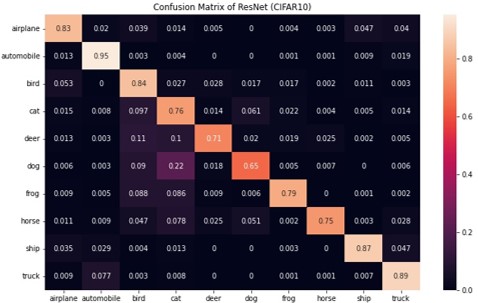 Confusion Matrix of ResNet (CIFAR10)
airplane 0.83 0.02 0.039 0.014 0.005 0 0.004 0.003 0.047 0.04
automobile 0.013 0.95 0.003 0.004 0 0 0.001 0.001 0.009 0.019
bird 0.053 0 0.84 0.027 0.028 0.017 0.017 0.002 0.011 0.003
cat 0.015 0.008 0.097 0.76 0.014 0.061 0.022 0.004 0.005 0.014
deer 0.013 0.003 0.11 0.1 0.71 0.02 0.019 0.025 0.002 0.005
dog 0.006 0.003 0.09 0.22 0.018 0.65 0.005 0.007 0 0.006
frog 0.009 0.005 0.088 0.086 0.009 0.006 0.79 0 0.001 0.002
horse 0.011 0.009 0.047 0.078 0.025 0.051 0.002 0.75 0.003 0.028
ship 0.035 0.029 0.004 0.013 0 0 0.003 0 0.87 0.047
truck 0.009 0.077 0.003 0.008 0 0 0.001 0.001 0.007 0.89
airplane automobile bird cat deer dog frog horse ship truck
0.8
0.6
0.4
0.2
0.0